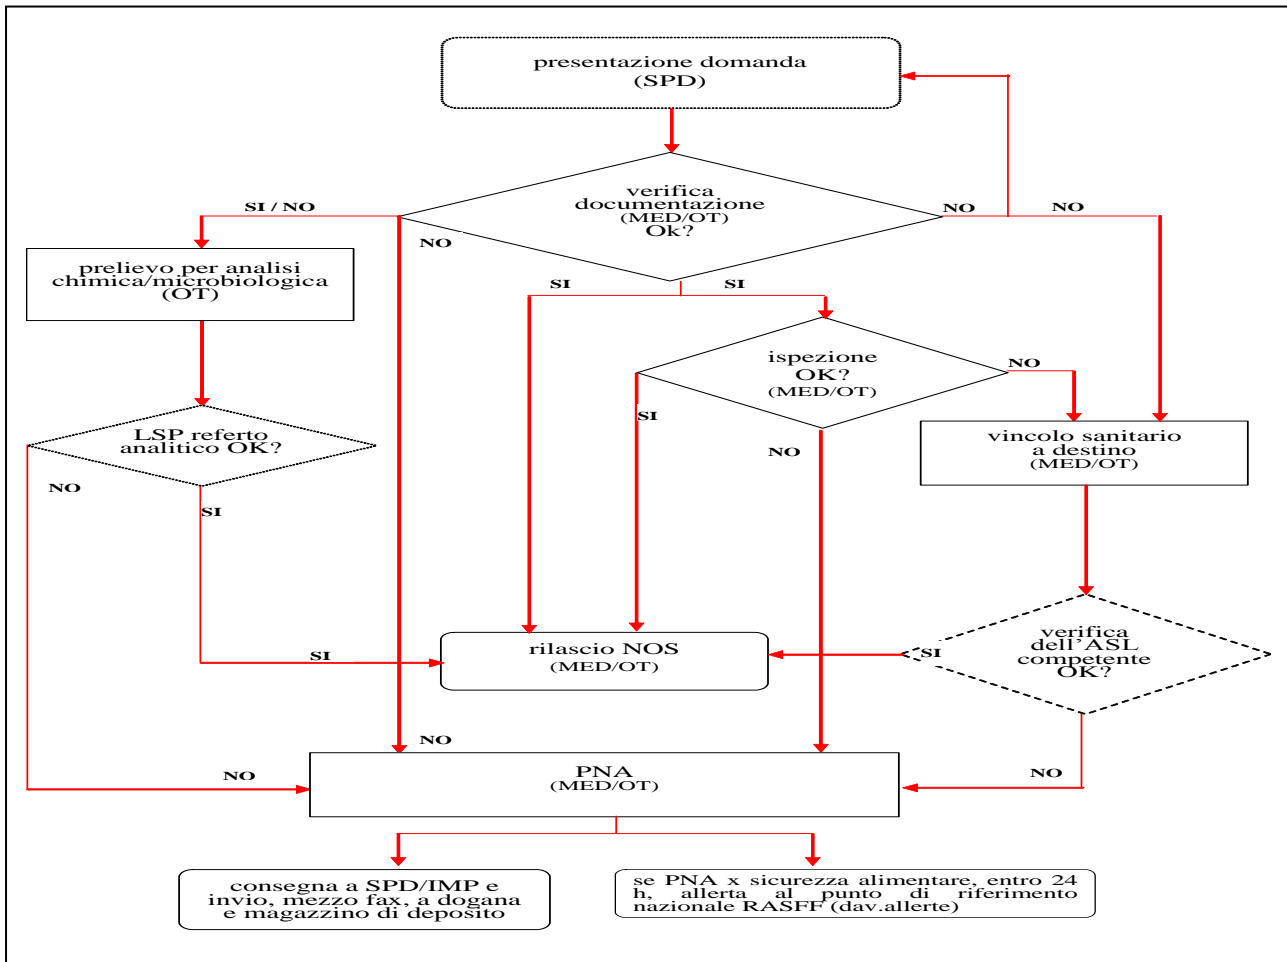 presentazione domanda
(SPD)
verifica
documentazione
(MED/OT)
Ok?
SI / NO
NO
NO
NO
prelievo per analisi
chimica/microbiologica
(OT)
SI
SI
ispezione
OK?
(MED/OT)
NO
SI
NO
LSP referto
analitico OK?
NO
SI
vincolo sanitario
a destino
(MED/OT)
verifica
dell'ASL
competente
OK?
SI
rilascio NOS
(MED/OT)
SI
NO
NO
NO
PNA
(MED/OT)
consegna a SPD/IMP e
invio, mezzo fax, a dogana
e magazzino di deposito
se PNA x sicurezza alimentare, entro 24
h, allerta al punto di riferimento
nazionale RASFF (dav.allerte)